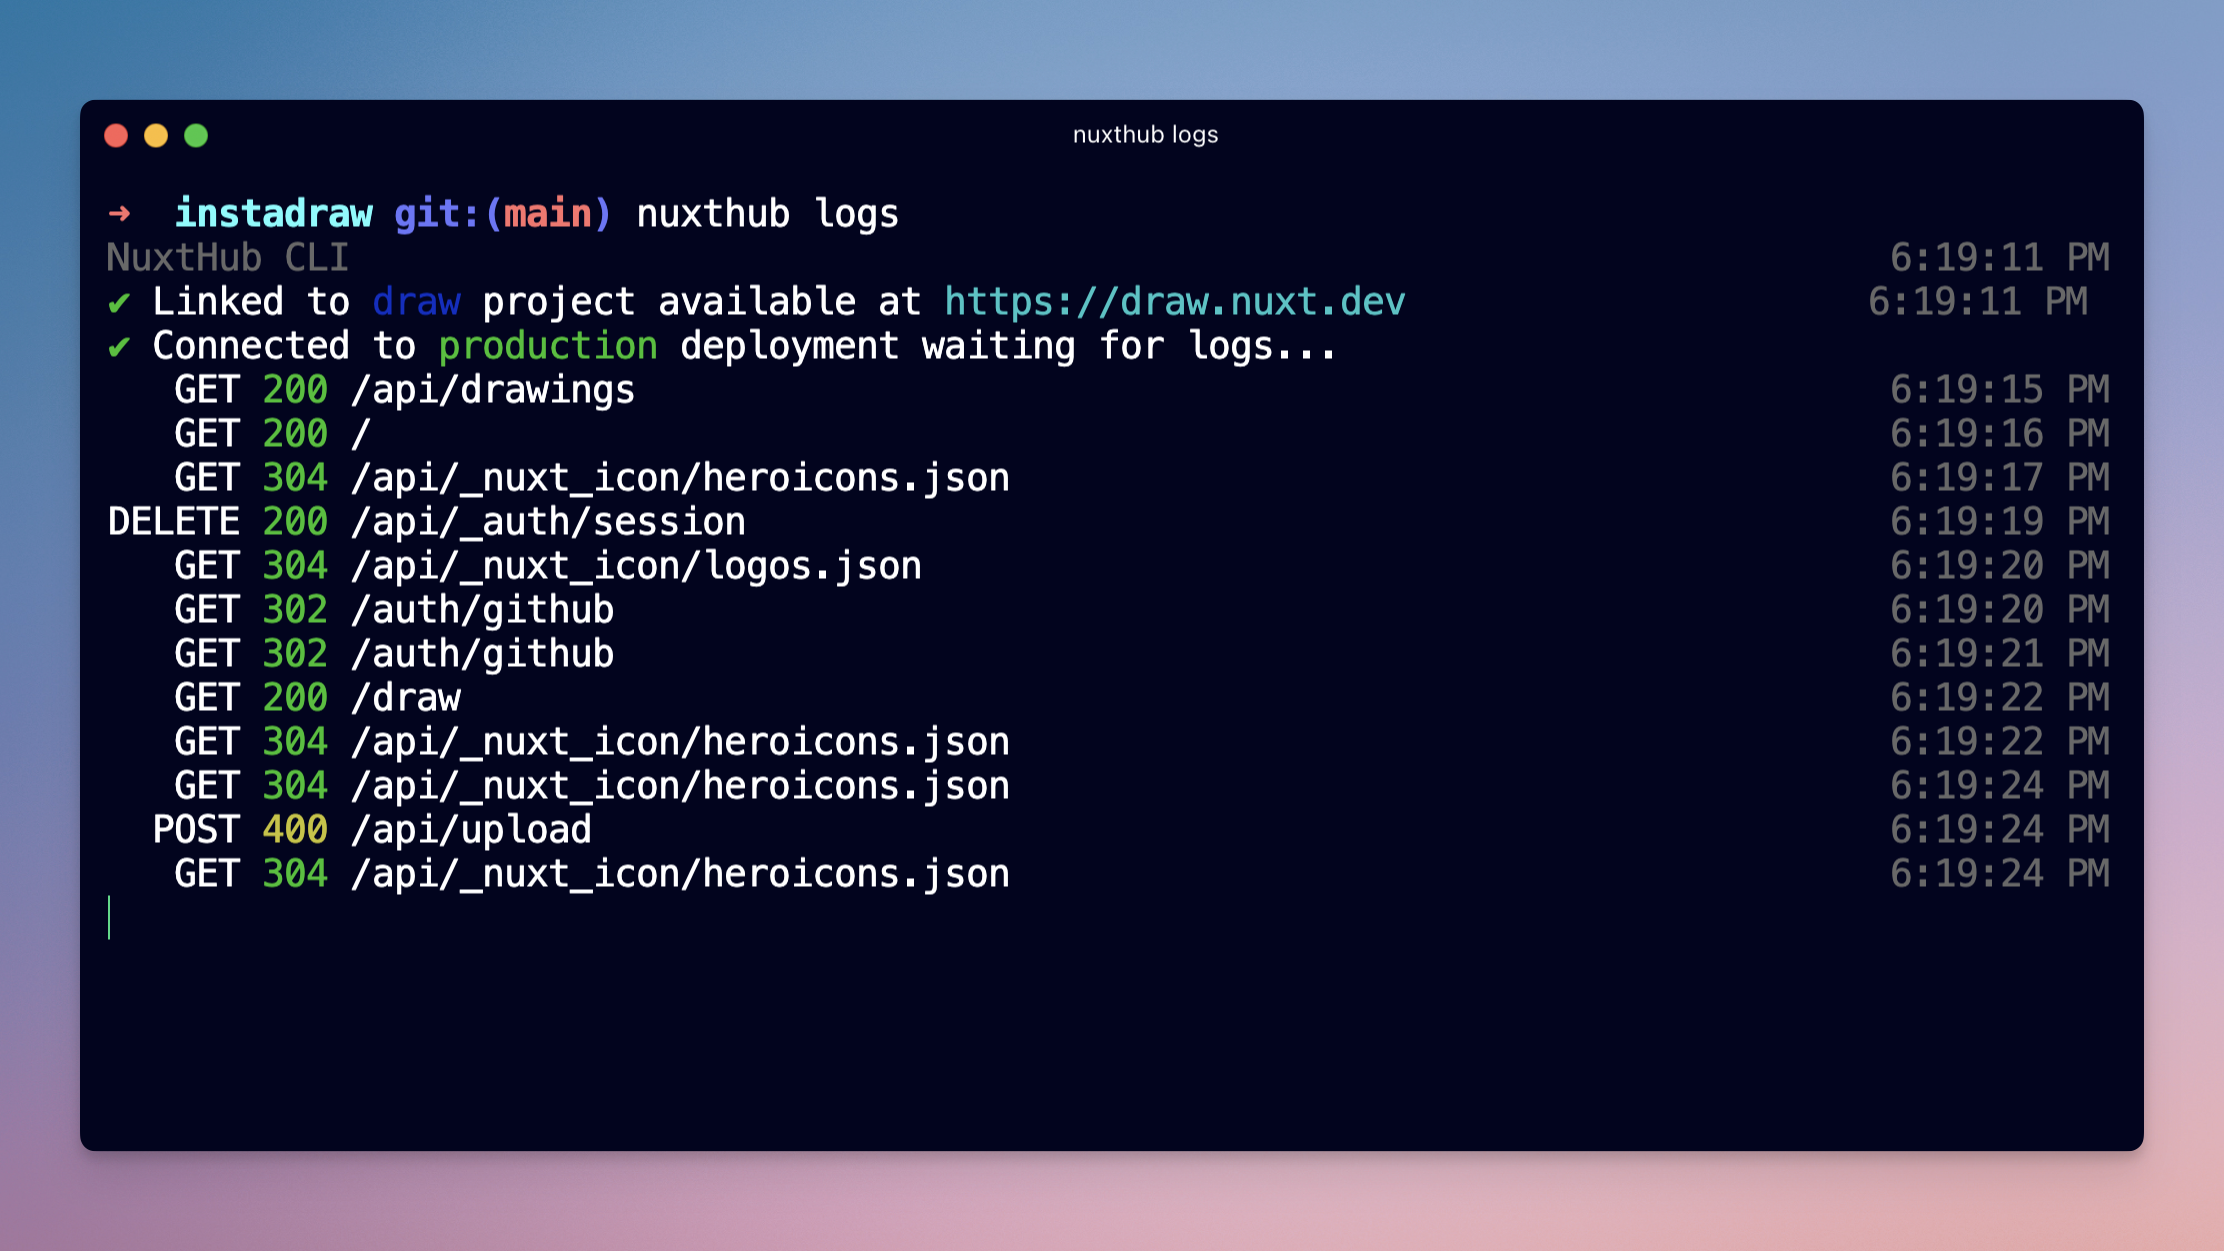 nuxthub logs
➜ instadraw git:(main) nuxthub logs
NuxtHub CLI 6:19:11 PM
✔ Linked to draw project available at https://draw.nuxt.dev 6:19:11 PM
✔ Connected to production deployment waiting for logs...
GET 200 /api/drawings 6:19:15 PM
GET 200 / 6:19:16 PM
GET 304 /api/_nuxt_icon/heroicons.json 6:19:17 PM
DELETE 200 /api/_auth/session 6:19:19 PM
GET 304 /api/_nuxt_icon/logos.json 6:19:20 PM
GET 302 /auth/github 6:19:20 PM
GET 302 /auth/github 6:19:21 PM
GET 200 /draw 6:19:22 PM
GET 304 /api/_nuxt_icon/heroicons.json 6:19:22 PM
GET 304 /api/_nuxt_icon/heroicons.json 6:19:24 PM
POST 400 /api/upload 6:19:24 PM
GET 304 /api/_nuxt_icon/heroicons.json 6:19:24 PM